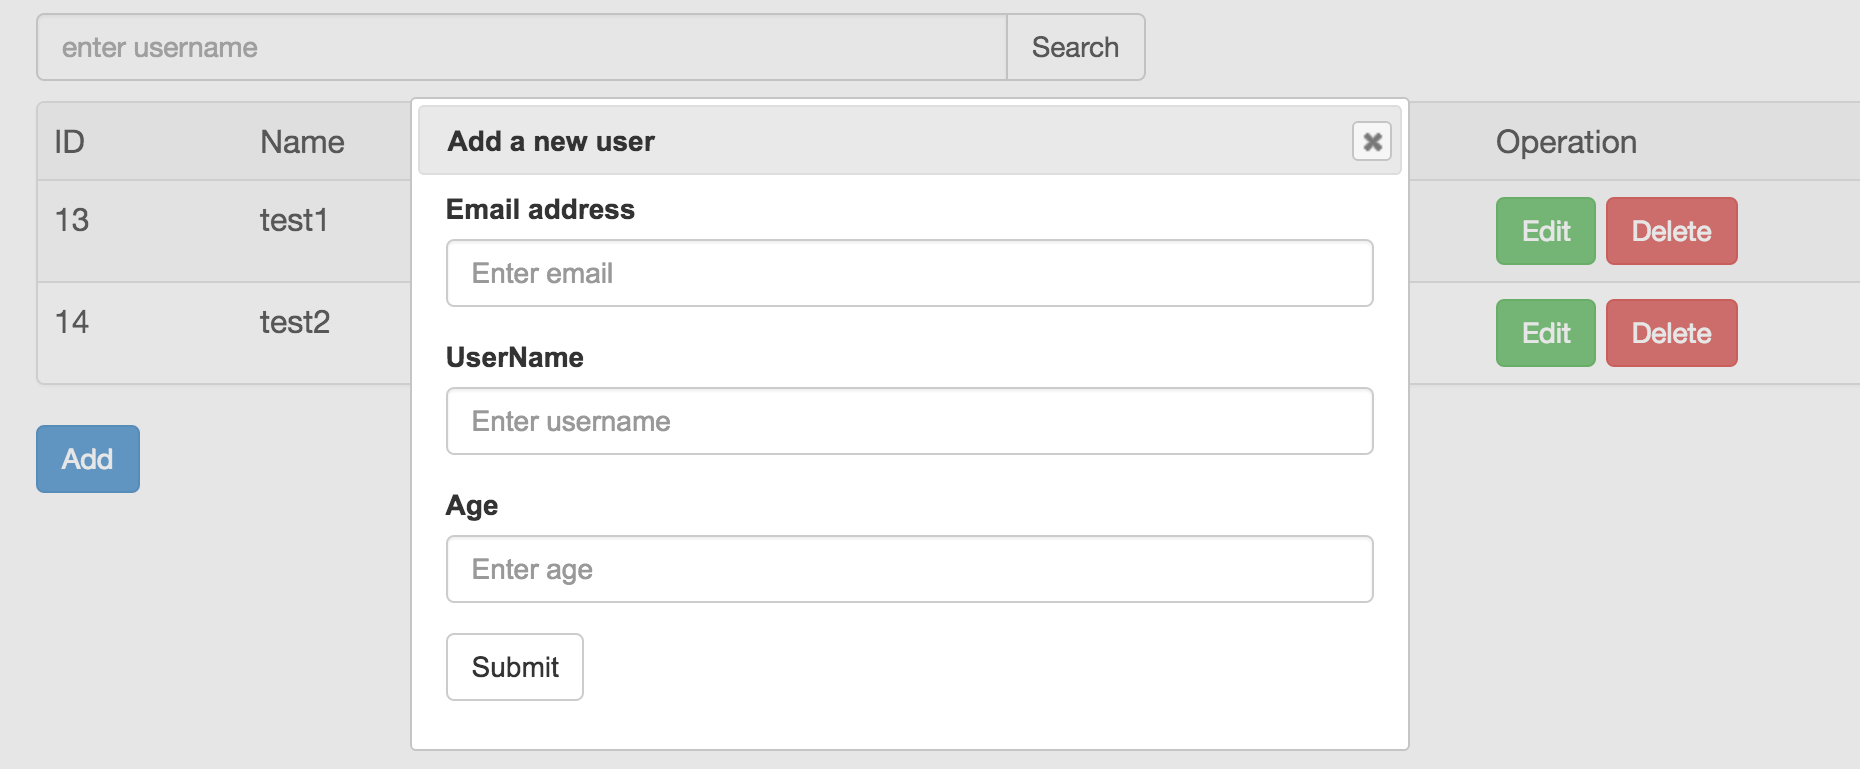 enter username Search
ID Name Operation
13 test1 Edit Delete
14 test2 Edit Delete
Add
Add a new user
Email address
Enter email
UserName
Enter username
Age
Enter age
Submit